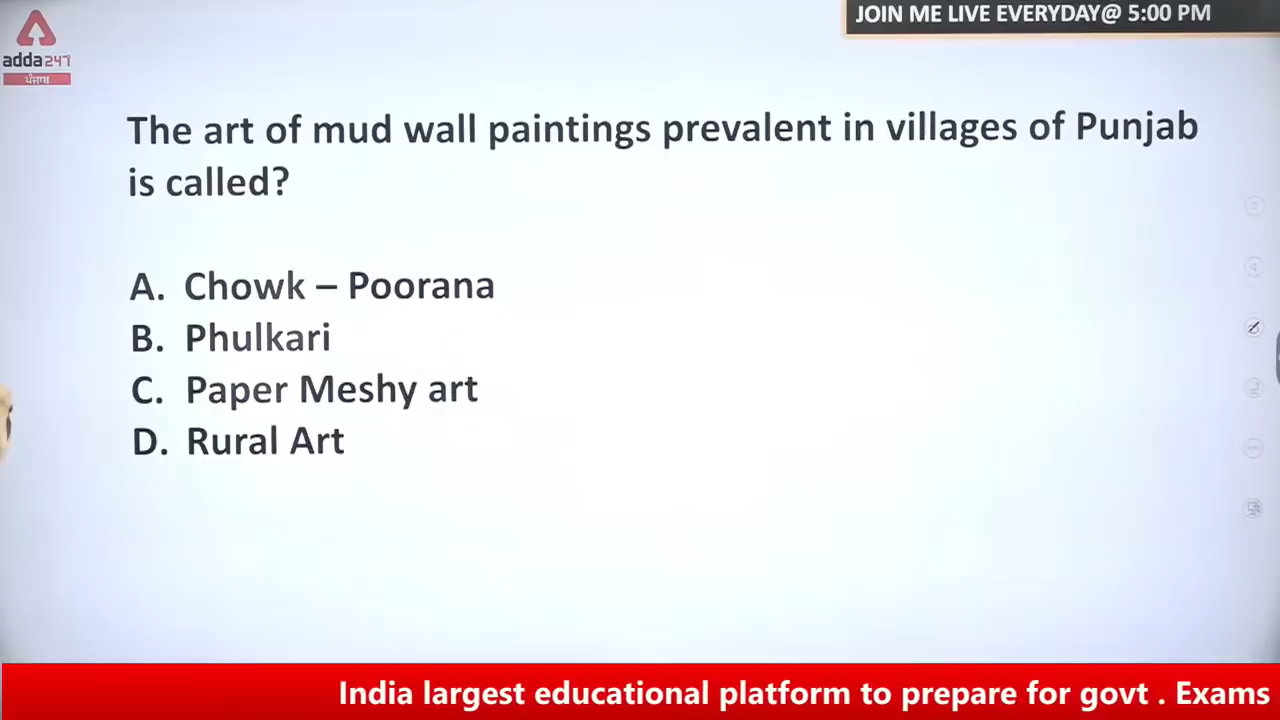 JOIN ME LIVE EVERYDAY@ 5:00 PM
adda247
ਪੰਜਾਬ
The art of mud wall paintings prevalent in villages of Punjab
is called?
A. Chowk – Poorana
B. Phulkari
C. Paper Meshy art
D. Rural Art
India largest educational platform to prepare for govt . Exams